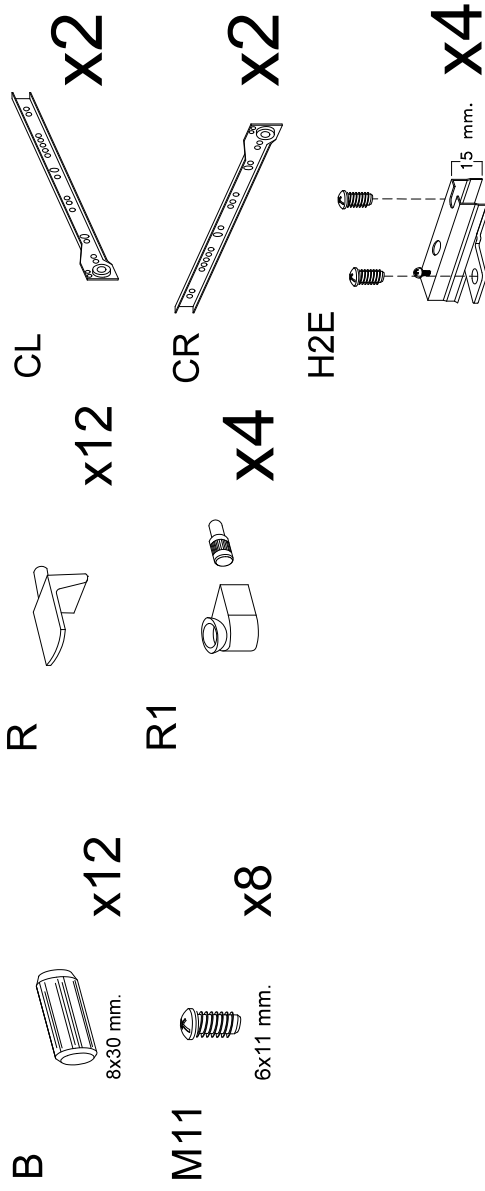 B
8x30 mm.
x12
R
x12
CL
x2
M11
6x11 mm.
x8
R1
x4
CR
x2
H2E
15 mm.
x4